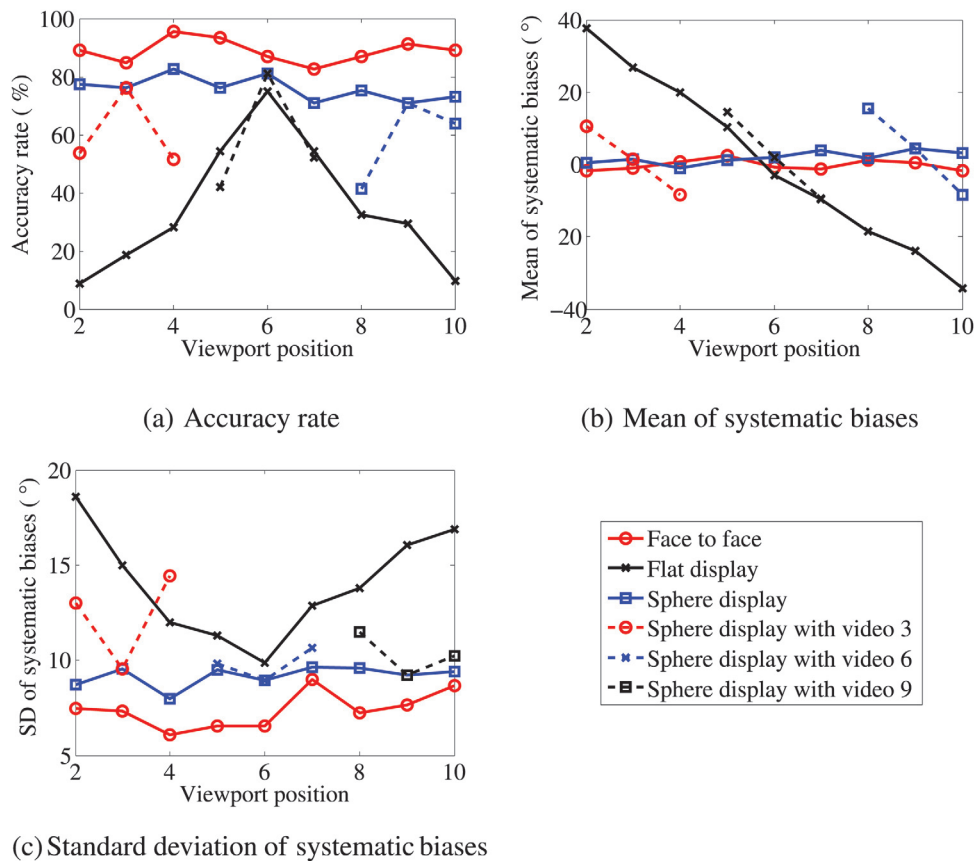 100
80
60
40
20
0
2 4 6 8 10
Accuracy rate ( %)
Viewport position
(a) Accuracy rate
40
20
0
20
−40
2 4 6 8 10
Mean of systematic biases ( °)
Viewport position
(b) Mean of systematic biases
20
15
10
5
2 4 6 8 10
SD of systematic biases ( °)
Viewport position
(c) Standard deviation of systematic biases
Face to face
Flat display
Sphere display
Sphere display with video 3
Sphere display with video 6
Sphere display with video 9